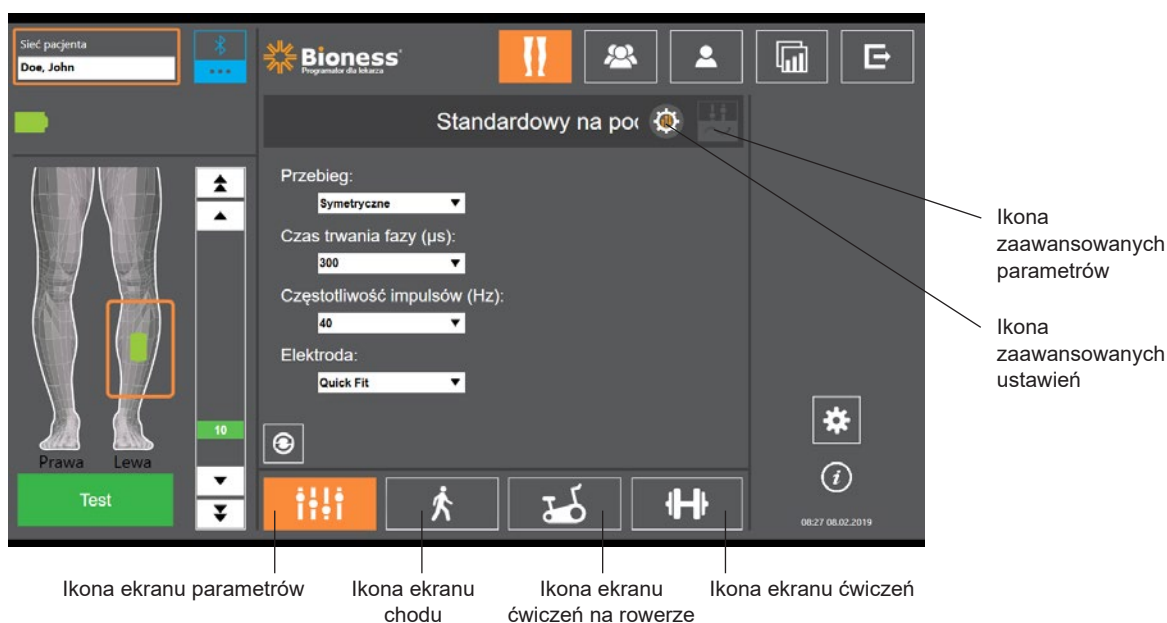 Sieć pacjenta
Doe, John
Bioness®
Programator dla lekarza
Standardowy na poc
Przebieg:
Symetryczne
Czas trwania fazy (µs):
300
Częstotliwość impulsów (Hz):
40
Elektroda:
Quick Fit
10
Prawa
Lewa
Test
08:27 08.02.2019
Ikona
zaawansowanych
parametrów
Ikona
zaawansowanych
ustawień
Ikona ekranu parametrów
Ikona ekranu
chodu
Ikona ekranu
ćwiczeń na rowerze
Ikona ekranu ćwiczeń